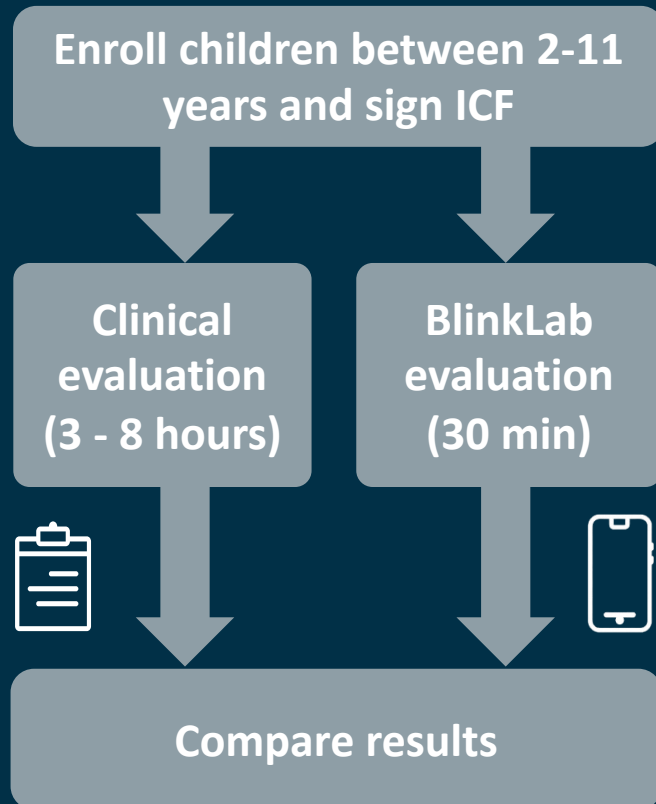 Enroll children between 2-11
years and sign ICF
Clinical
evaluation
(3 - 8 hours)
BlinkLab
evaluation
(30 min)
Compare results